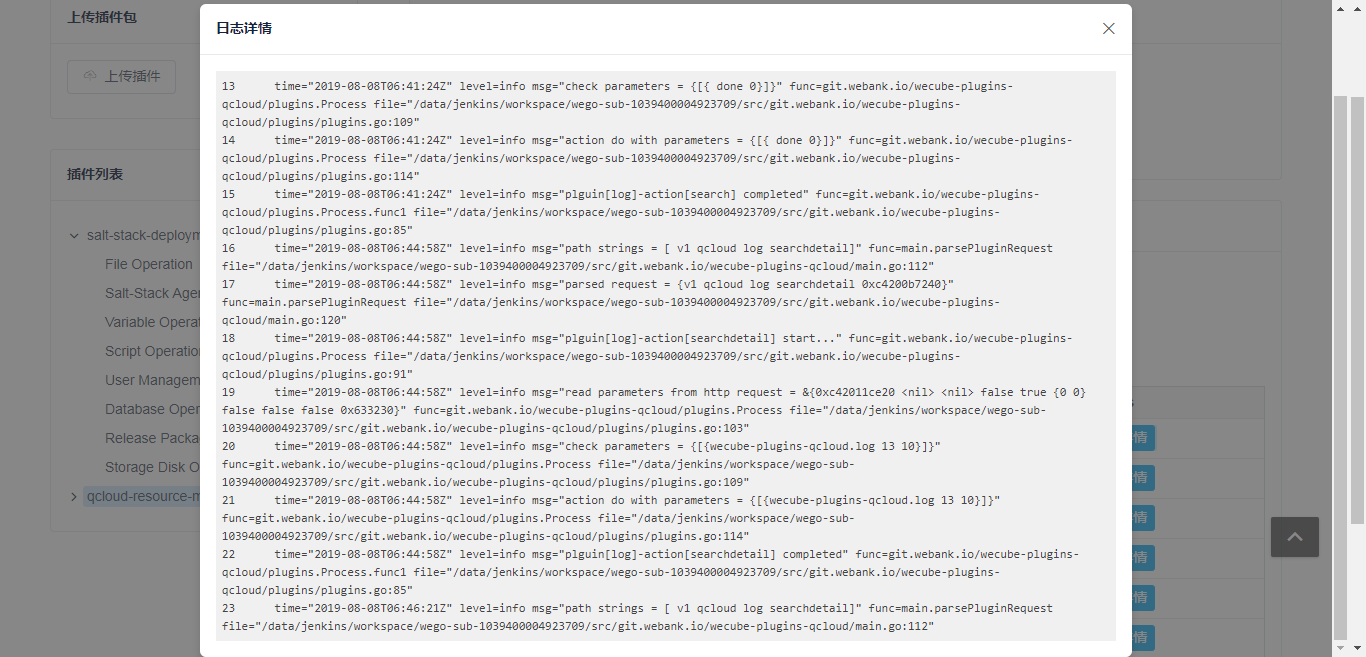 上传插件包
上传插件
插件列表
salt-stack-deploym
File Operation
Salt-Stack Age
Variable Operat
Script Operatio
User Managem
Database Oper
Release Packa
Storage Disk O
qcloud-resource-m
日志详情
13 time="2019-08-08T06:41:24Z" level=info msg="check parameters = {[{ done 0}]}" func=git.webank.io/wecube-plugins-
qcloud/plugins.Process file="/data/jenkins/workspace/wego-sub-1039400004923709/src/git.webank.io/wecube-plugins-
qcloud/plugins/plugins.go:109"
14 time="2019-08-08T06:41:24Z" level=info msg="action do with parameters = {[{ done 0}]}" func=git.webank.io/wecube-plugins-
qcloud/plugins.Process file="/data/jenkins/workspace/wego-sub-1039400004923709/src/git.webank.io/wecube-plugins-
qcloud/plugins/plugins.go:114"
15 time="2019-08-08T06:41:24Z" level=info msg="plguin[log]-action[search] completed" func=git.webank.io/wecube-plugins-
qcloud/plugins.Process.func1 file="/data/jenkins/workspace/wego-sub-1039400004923709/src/git.webank.io/wecube-plugins-
qcloud/plugins/plugins.go:85"
16 time="2019-08-08T06:44:58Z" level=info msg="path strings = [ v1 qcloud log searchdetail]" func=main.parsePluginRequest
file="/data/jenkins/workspace/wego-sub-1039400004923709/src/git.webank.io/wecube-plugins-qcloud/main.go:112"
17 time="2019-08-08T06:44:58Z" level=info msg="parsed request = {v1 qcloud log searchdetail 0xc4200b7240}"
func=main.parsePluginRequest file="/data/jenkins/workspace/wego-sub-1039400004923709/src/git.webank.io/wecube-plugins-
qcloud/main.go:120"
18 time="2019-08-08T06:44:58Z" level=info msg="plguin[log]-action[searchdetail] start..." func=git.webank.io/wecube-plugins-
qcloud/plugins.Process file="/data/jenkins/workspace/wego-sub-1039400004923709/src/git.webank.io/wecube-plugins-
qcloud/plugins/plugins.go:91"
19 time="2019-08-08T06:44:58Z" level=info msg="read parameters from http request = &{0xc42011ce20 <nil> <nil> false true {0 0}
false false false 0x633230}" func=git.webank.io/wecube-plugins-qcloud/plugins.Process file="/data/jenkins/workspace/wego-sub-
1039400004923709/src/git.webank.io/wecube-plugins-qcloud/plugins/plugins.go:103"
20 time="2019-08-08T06:44:58Z" level=info msg="check parameters = {[{wecube-plugins-qcloud.log 13 10}]}"
func=git.webank.io/wecube-plugins-qcloud/plugins.Process file="/data/jenkins/workspace/wego-sub-
1039400004923709/src/git.webank.io/wecube-plugins-qcloud/plugins/plugins.go:109"
21 time="2019-08-08T06:44:58Z" level=info msg="action do with parameters = {[{wecube-plugins-qcloud.log 13 10}]}"
func=git.webank.io/wecube-plugins-qcloud/plugins.Process file="/data/jenkins/workspace/wego-sub-
1039400004923709/src/git.webank.io/wecube-plugins-qcloud/plugins/plugins.go:114"
22 time="2019-08-08T06:44:58Z" level=info msg="plguin[log]-action[searchdetail] completed" func=git.webank.io/wecube-plugins-
qcloud/plugins.Process.func1 file="/data/jenkins/workspace/wego-sub-1039400004923709/src/git.webank.io/wecube-plugins-
qcloud/plugins/plugins.go:85"
23 time="2019-08-08T06:46:21Z" level=info msg="path strings = [ v1 qcloud log searchdetail]" func=main.parsePluginRequest
file="/data/jenkins/workspace/wego-sub-1039400004923709/src/git.webank.io/wecube-plugins-qcloud/main.go:112"
情
情
情
情
情
情